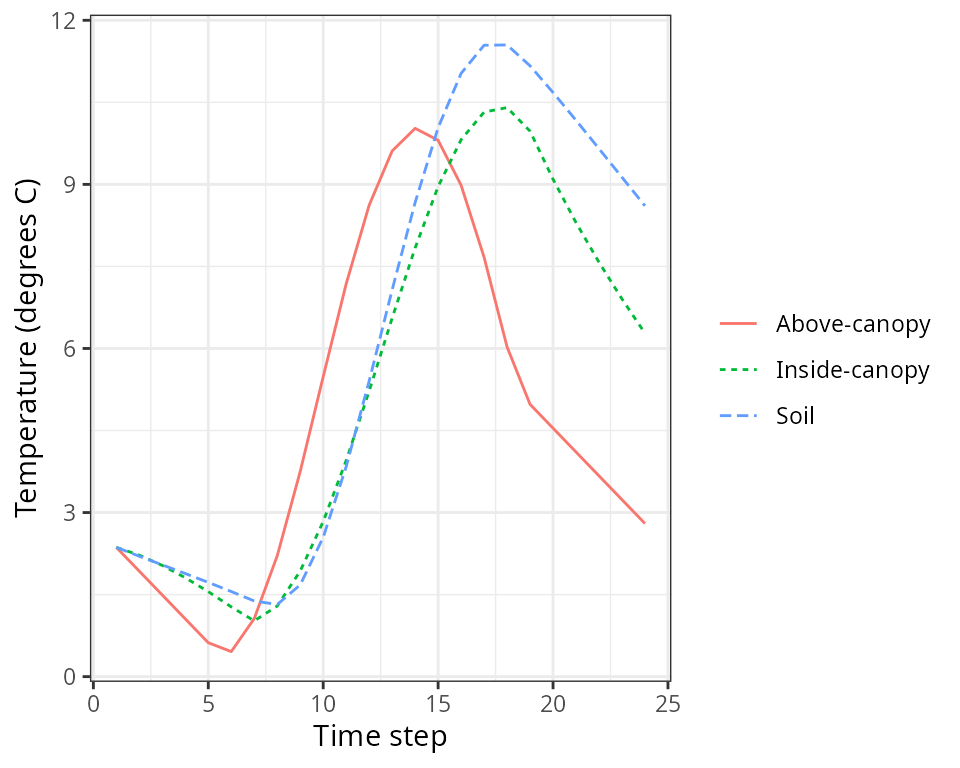 12
9
6
3
0
0 5 10 15 20 25
Time step
Temperature (degrees C)
Above-canopy
Inside-canopy
Soil